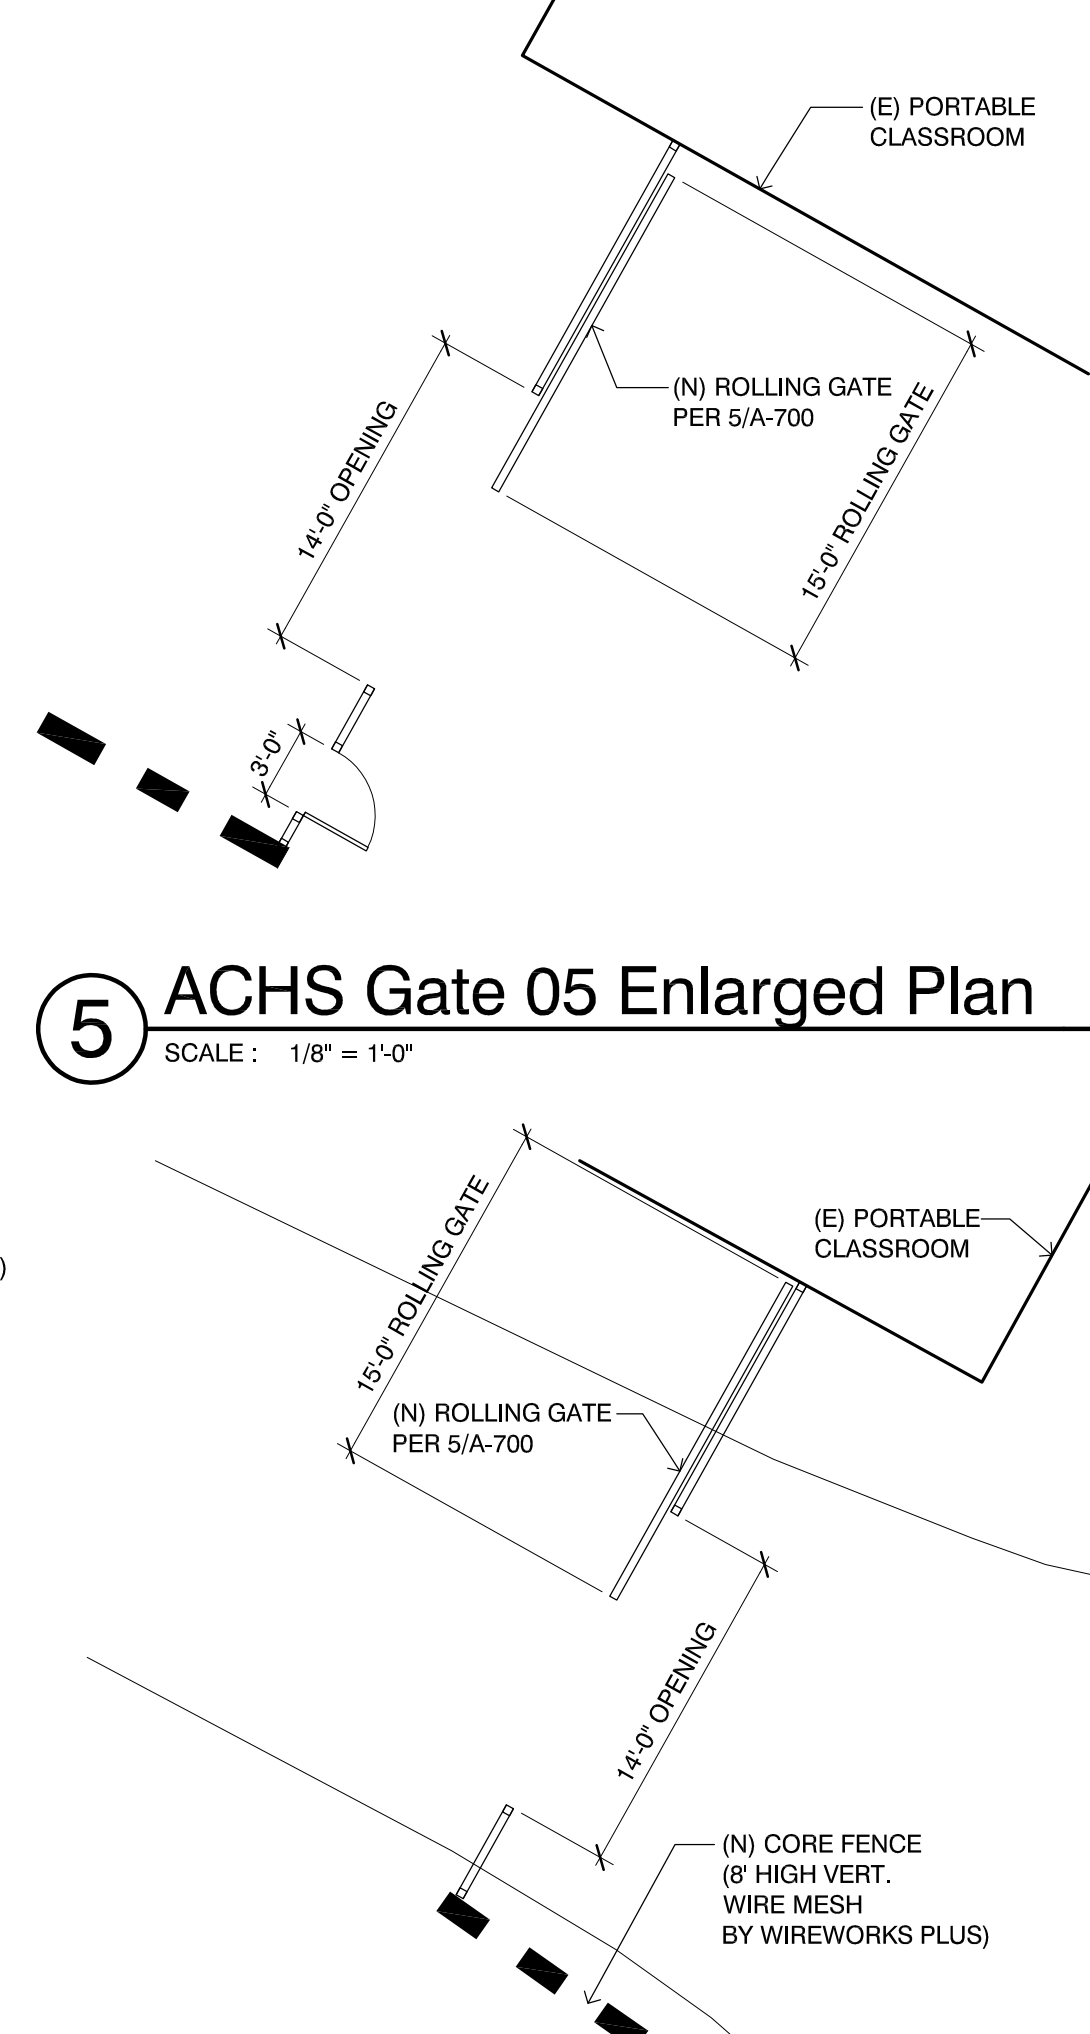 (E) PORTABLE
CLASSROOM
(N) ROLLING GATE
PER 5/A-700
14'-0" OPENING
15'-0" ROLLING GATE
3'-0"
5
ACHS Gate 05 Enlarged Plan
SCALE : 1/8" = 1'-0"
15'-0" ROLLING GATE
(E) PORTABLE
CLASSROOM
)
(N) ROLLING GATE
PER 5/A-700
14'-0" OPENING
(N) CORE FENCE
(8' HIGH VERT.
WIRE MESH
BY WIREWORKS PLUS)